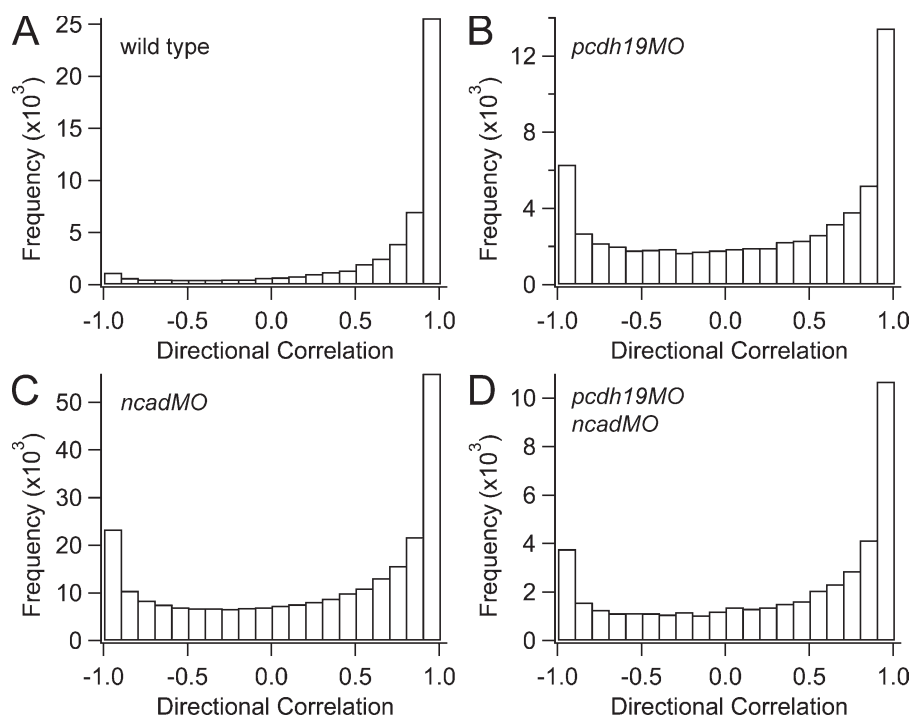 A
wild type
Frequency (x10³)
25
20
15
10
5
0
-1.0 -0.5 0.0 0.5 1.0
Directional Correlation
B
pcdh19MO
Frequency (x10³)
12
8
4
0
-1.0 -0.5 0.0 0.5 1.0
Directional Correlation
C
ncadMO
Frequency (x10³)
50
40
30
20
10
0
-1.0 -0.5 0.0 0.5 1.0
Directional Correlation
D
pcdh19MO
ncadMO
Frequency (x10³)
10
8
6
4
2
0
-1.0 -0.5 0.0 0.5 1.0
Directional Correlation